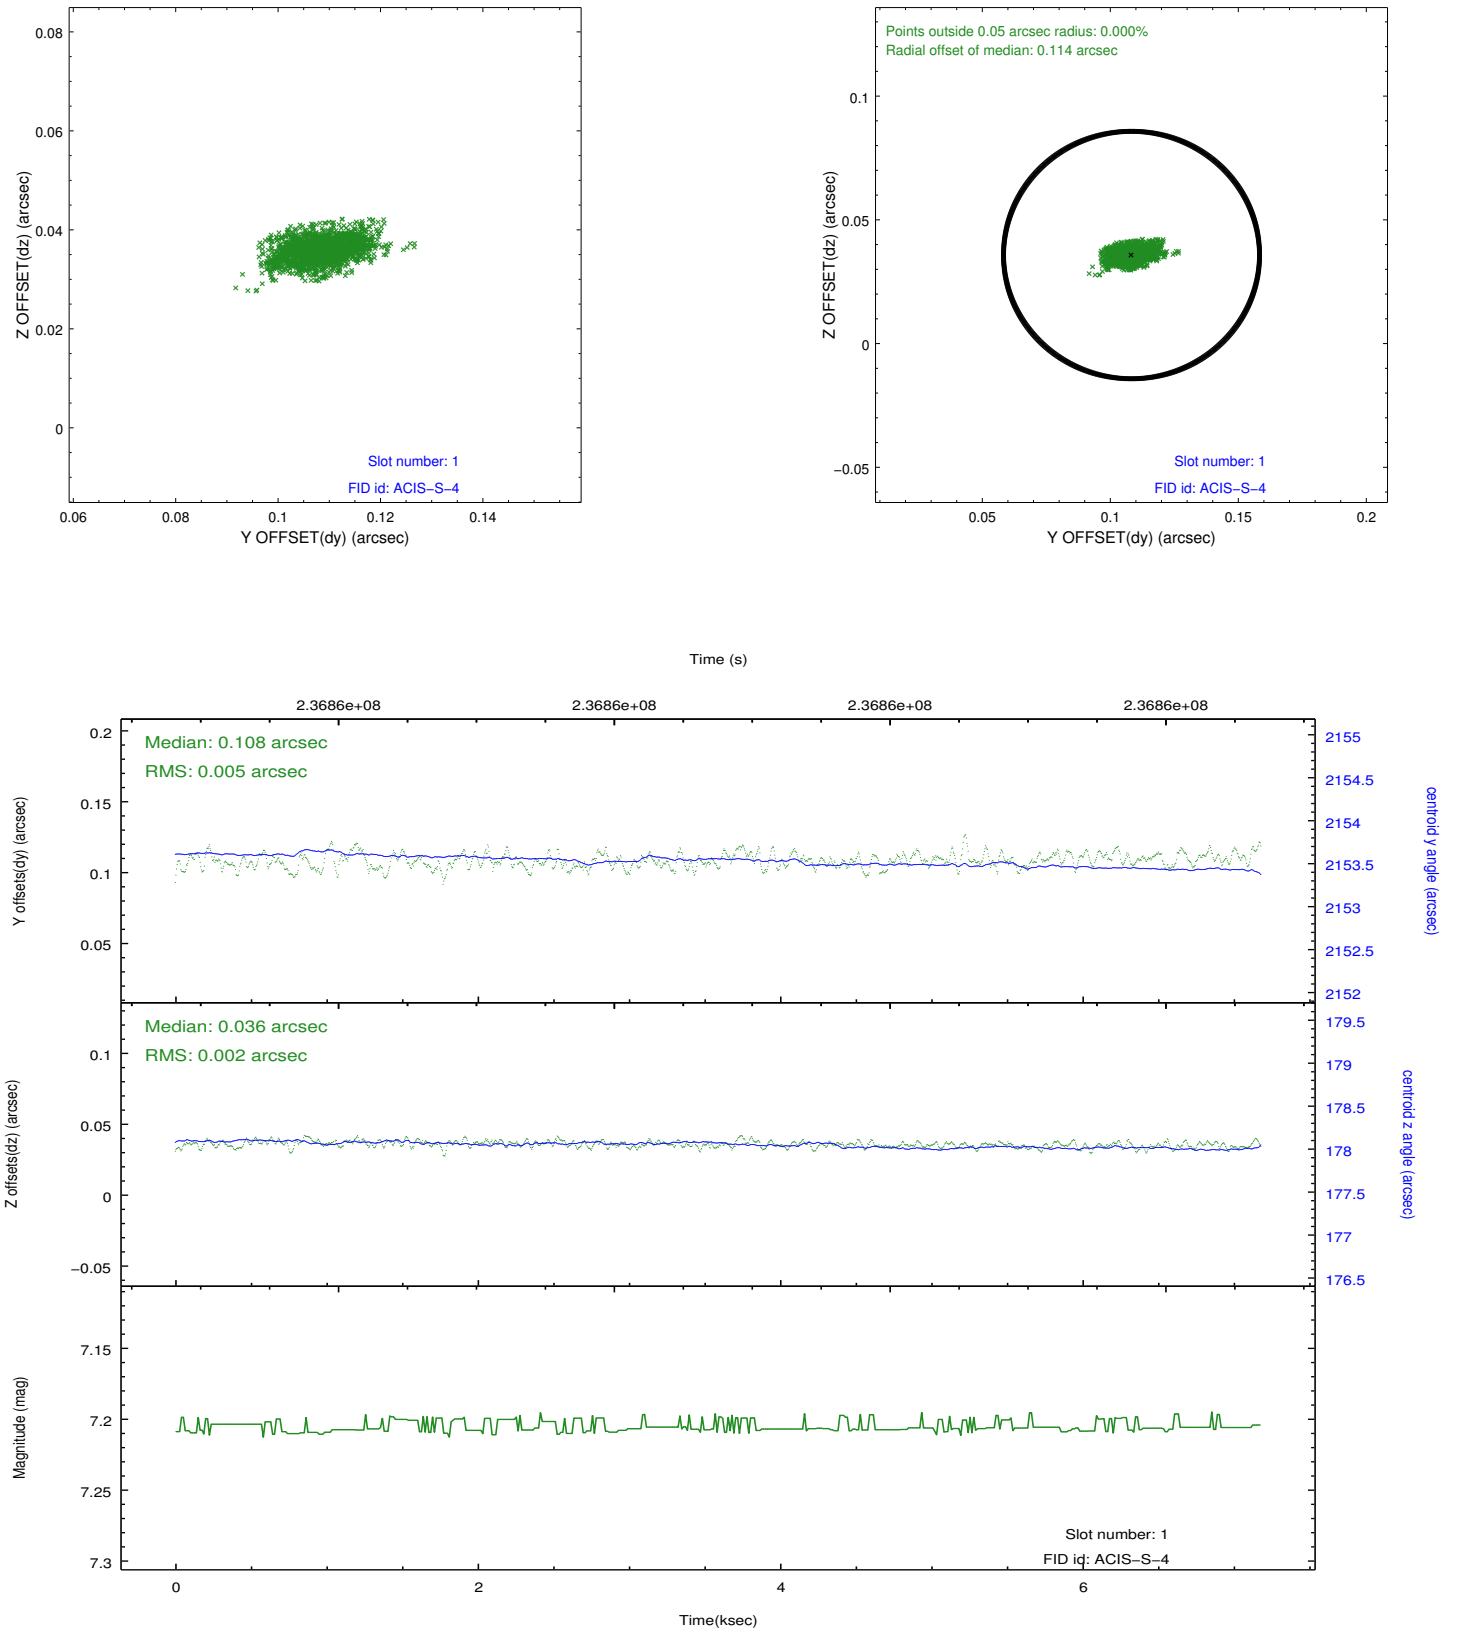 0.08
0.06
0.04
0.02
0
Z OFFSET(dz) (arcsec)
Slot number: 1
FID id: ACIS−S−4
0.06 0.08 0.1 0.12 0.14
Y OFFSET(dy) (arcsec)
Points outside 0.05 arcsec radius: 0.000%
Radial offset of median: 0.114 arcsec
0.1
0.05
0
−0.05
Z OFFSET(dz) (arcsec)
Slot number: 1
FID id: ACIS−S−4
0.05 0.1 0.15 0.2
Y OFFSET(dy) (arcsec)
Time (s)
2.3686e+08 2.3686e+08 2.3686e+08 2.3686e+08
Median: 0.108 arcsec
RMS: 0.005 arcsec
0.2
0.15
0.1
0.05
Y offsets(dy) (arcsec)
2155
2154.5
2154
2153.5
2153
2152.5
2152
centroid y angle (arcsec)
Median: 0.036 arcsec
RMS: 0.002 arcsec
0.1
0.05
0
−0.05
Z offsets(dz) (arcsec)
179.5
179
178.5
178
177.5
177
176.5
centroid z angle (arcsec)
7.15
7.2
7.25
7.3
Magnitude (mag)
Slot number: 1
FID id: ACIS−S−4
0 2 4 6
Time(ksec)